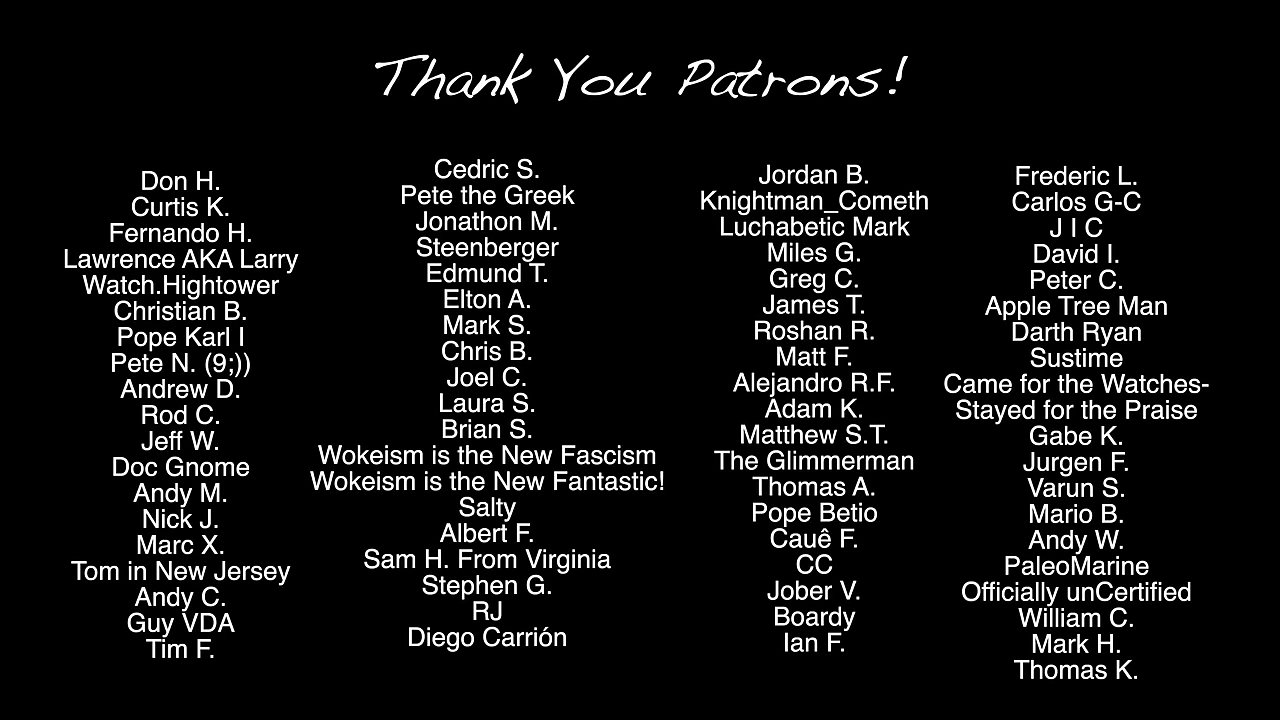 Thank You Patrons!
Don H.
Curtis K.
Fernando H.
Lawrence AKA Larry
Watch.Hightower
Christian B.
Pope Karl I
Pete N. (9;))
Andrew D.
Rod C.
Jeff W.
Doc Gnome
Andy M.
Nick J.
Marc X.
Tom in New Jersey
Andy C.
Guy VDA
Tim F.
Cedric S.
Pete the Greek
Jonathon M.
Steenberger
Edmund T.
Elton A.
Mark S.
Chris B.
Joel C.
Laura S.
Brian S.
Wokeism is the New Fascism
Wokeism is the New Fantastic!
Salty
Albert F.
Sam H. From Virginia
Stephen G.
RJ
Diego Carrión
Jordan B.
Knightman_Cometh
Luchabetic Mark
Miles G.
Greg C.
James T.
Roshan R.
Matt F.
Alejandro R.F.
Adam K.
Matthew S.T.
The Glimmerman
Thomas A.
Pope Betio
Cauê F.
CC
Jober V.
Boardy
Ian F.
Frederic L.
Carlos G-C
J I C
David I.
Peter C.
Apple Tree Man
Darth Ryan
Sustime
Came for the Watches-
Stayed for the Praise
Gabe K.
Jurgen F.
Varun S.
Mario B.
Andy W.
PaleoMarine
Officially unCertified
William C.
Mark H.
Thomas K.